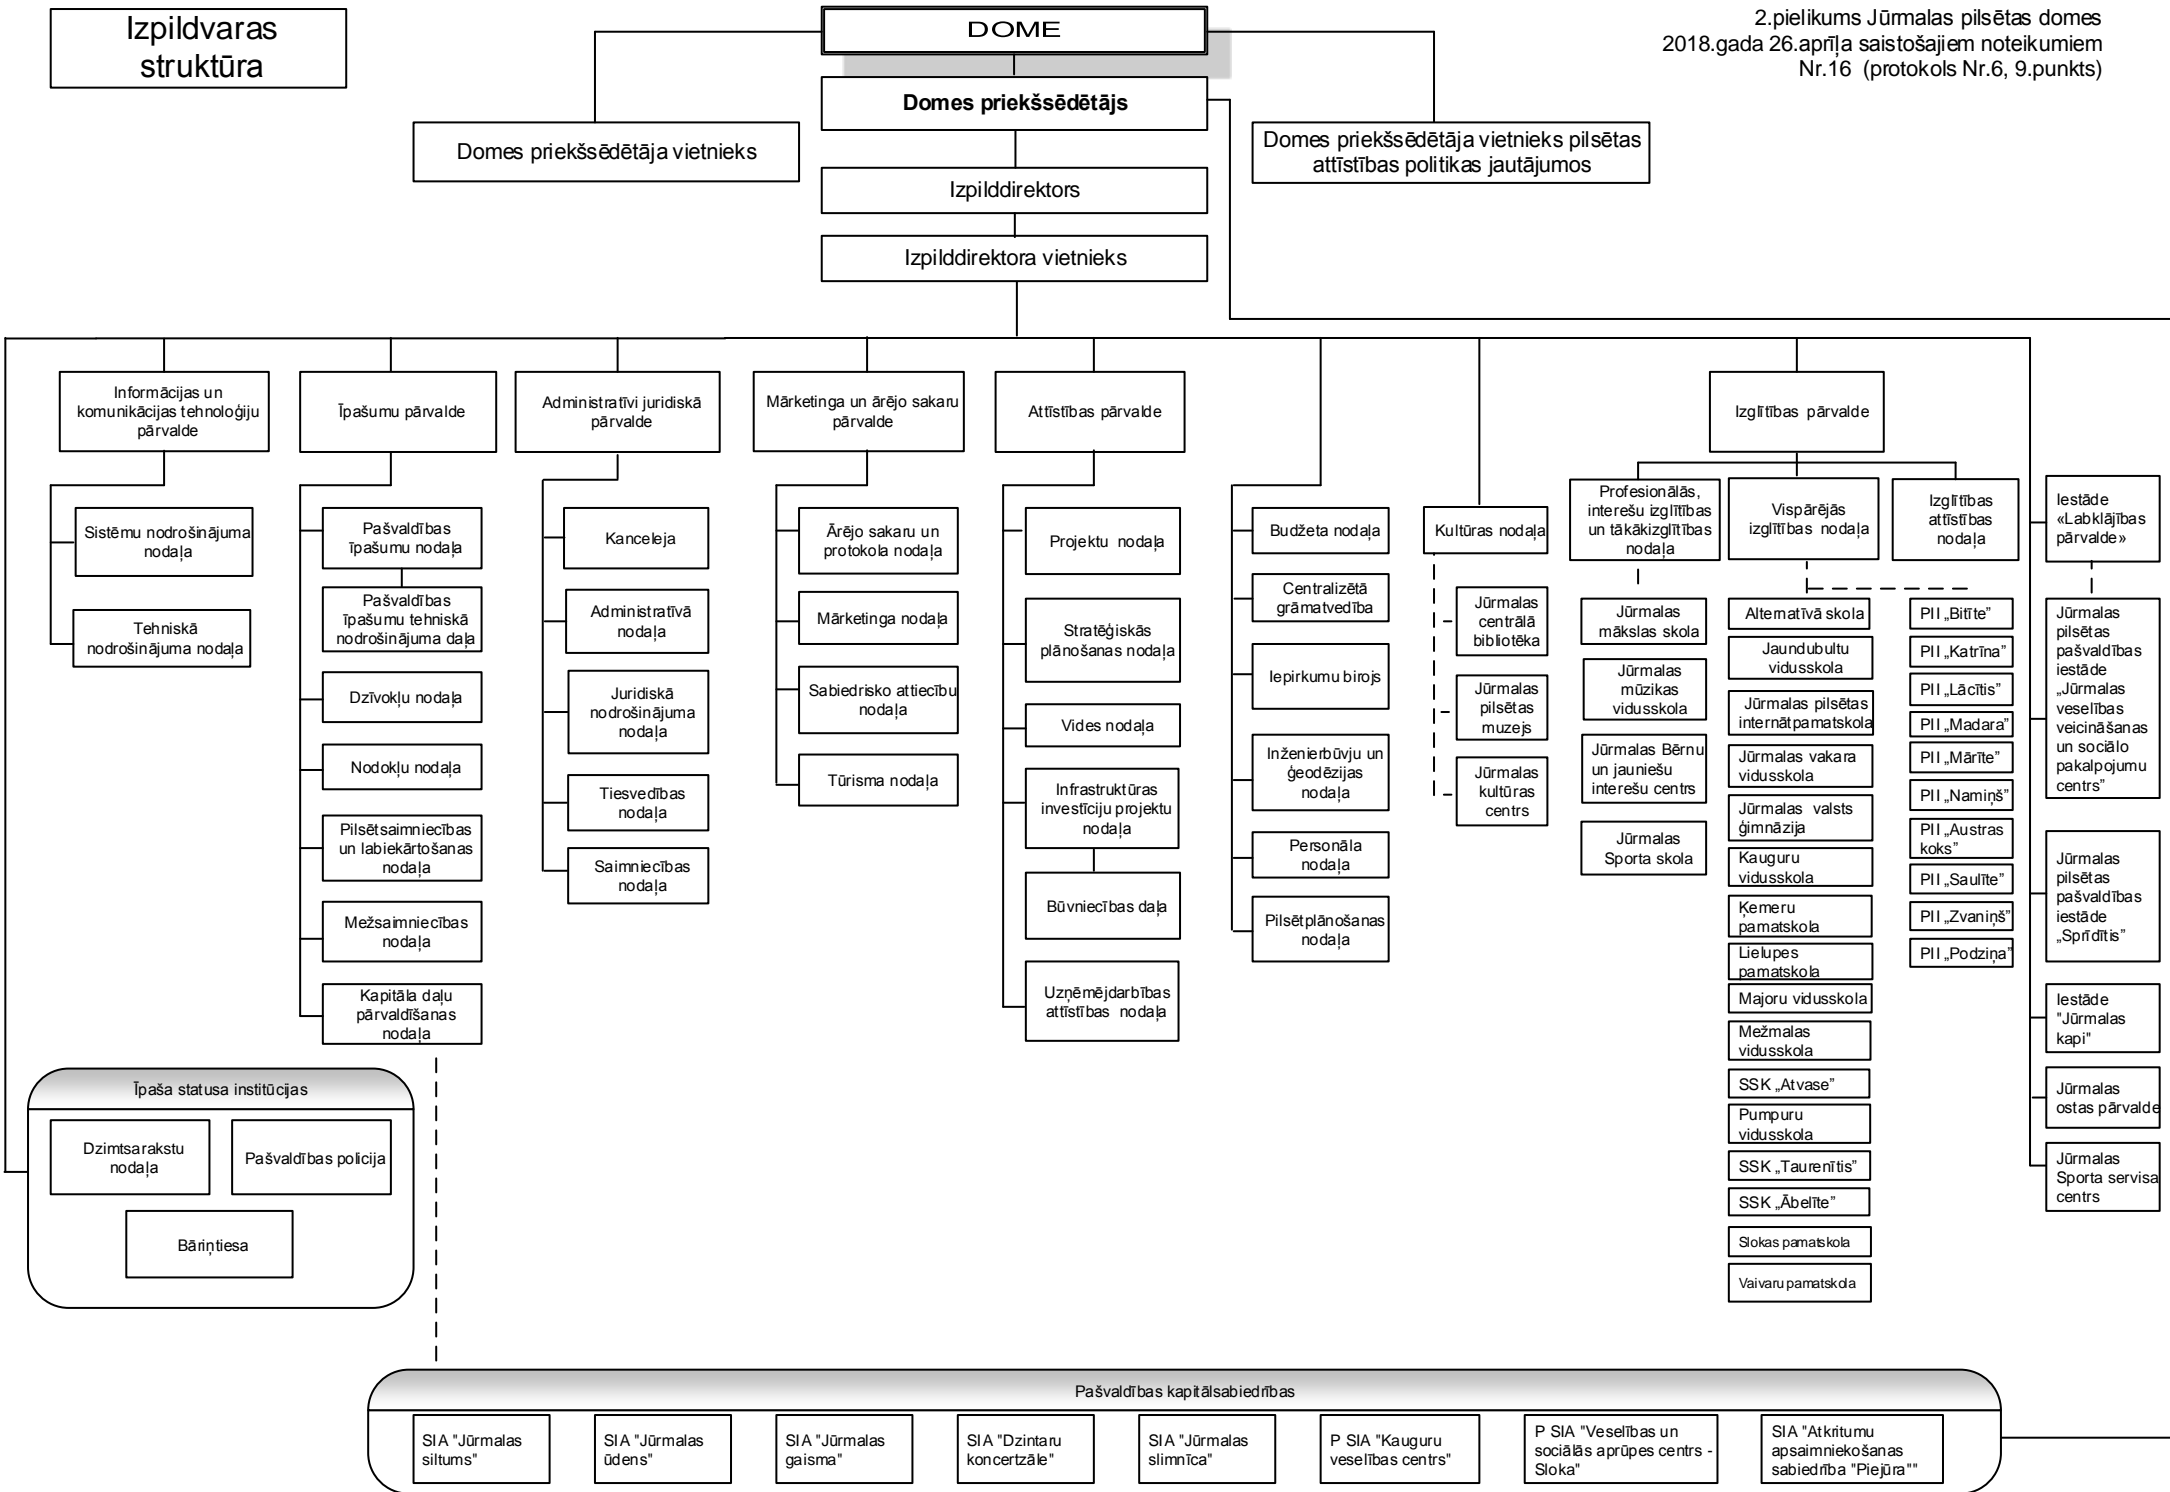 Izpildvaras
struktūra
DOME
2.pielikums Jūrmalas pilsētas domes
2018.gada 26.aprīļa saistošajiem noteikumiem
Nr.16 (protokols Nr.6, 9.punkts)
Domes priekšsēdētājs
Domes priekšsēdētāja vietnieks
Domes priekšsēdētāja vietnieks pilsētas
attīstības politikas jautājumos
Izpilddirektors
Izpilddirektora vietnieks
Informācijas un
komunikācijas tehnoloģiju
pārvalde
Īpašumu pārvalde
Administratīvi juridiskā
pārvalde
Mārketinga un ārējo sakaru
pārvalde
Attīstības pārvalde
Izglītības pārvalde
Sistēmu nodrošinājuma
nodaļa
Tehniskā
nodrošinājuma nodaļa
Pašvaldības
īpašumu nodaļa
Pašvaldības
īpašumu tehniskā
nodrošinājuma daļa
Dzīvokļu nodaļa
Nodokļu nodaļa
Pilsētsaimniecības
un labiekārtošanas
nodaļa
Mežsaimniecības
nodaļa
Kapitāla daļu
pārvaldīšanas
nodaļa
Kanceleja
Administratīvā
nodaļa
Juridiskā
nodrošinājuma
nodaļa
Tiesvedības
nodaļa
Saimniecības
nodaļa
Ārējo sakaru un
protokola nodaļa
Mārketinga nodaļa
Sabiedrisko attiecību
nodaļa
Tūrisma nodaļa
Projektu nodaļa
Stratēģiskās
plānošanas nodaļa
Vides nodaļa
Infrastruktūras
investīciju projektu
nodaļa
Būvniecības daļa
Uzņēmējdarbības
attīstības nodaļa
Budžeta nodaļa
Centralizētā
grāmatvedība
Iepirkumu birojs
Inženierbūvju un
ģeodēzijas
nodaļa
Personāla
nodaļa
Pilsētplānošanas
nodaļa
Kultūras nodaļa
Jūrmalas
centrālā
bibliotēka
Jūrmalas
pilsētas
muzejs
Jūrmalas
kultūras
centrs
Profesionālās,
interešu izglītības
un tākākizglītības
nodaļa
Jūrmalas
mākslas skola
Jūrmalas
mūzikas
vidusskola
Jūrmalas Bērnu
un jauniešu
interešu centrs
Jūrmalas
Sporta skola
Vispārējās
izglītības nodaļa
Alternatīvā skola
Jaundubultu
vidusskola
Jūrmalas pilsētas
internātpamatskola
Jūrmalas vakara
vidusskola
Jūrmalas valsts
ģimnāzija
Kauguru
vidusskola
Ķemeru
pamatskola
Lielupes
pamatskola
Majoru vidusskola
Mežmalas
vidusskola
SSK „Atvase”
Pumpuru
vidusskola
SSK „Taurenītis”
SSK „Ābelīte”
Slokas pamatskola
Vaivaru pamatskola
Izglītības
attīstības
nodaļa
PII „Bitīte”
PII „Katrīna”
PII „Lācītis”
PII „Madara”
PII „Mārīte”
PII „Namiņš”
PII „Austras
koks”
PII „Saulīte”
PII „Zvaniņš”
PII „Podziņa”
Iestāde
«Labklājības
pārvalde»
Jūrmalas
pilsētas
pašvaldības
iestāde
„Jūrmalas
veselības
veicināšanas
un sociālo
pakalpojumu
centrs”
Jūrmalas
pilsētas
pašvaldības
iestāde
„Sprīdītis”
Iestāde
"Jūrmalas
kapi"
Jūrmalas
ostas pārvalde
Jūrmalas
Sporta servisa
centrs
Īpaša statusa institūcijas
Dzimtsarakstu
nodaļa
Pašvaldības policija
Bāriņtiesa
Pašvaldības kapitālsabiedrības
SIA "Jūrmalas
siltums"
SIA "Jūrmalas
ūdens"
SIA "Jūrmalas
gaisma"
SIA "Dzintaru
koncertzāle"
SIA "Jūrmalas
slimnīca"
P SIA "Kauguru
veselības centrs"
P SIA "Veselības un
sociālās aprūpes centrs -
Sloka"
SIA "Atkritumu
apsaimniekošanas
sabiedrība "Piejūra""